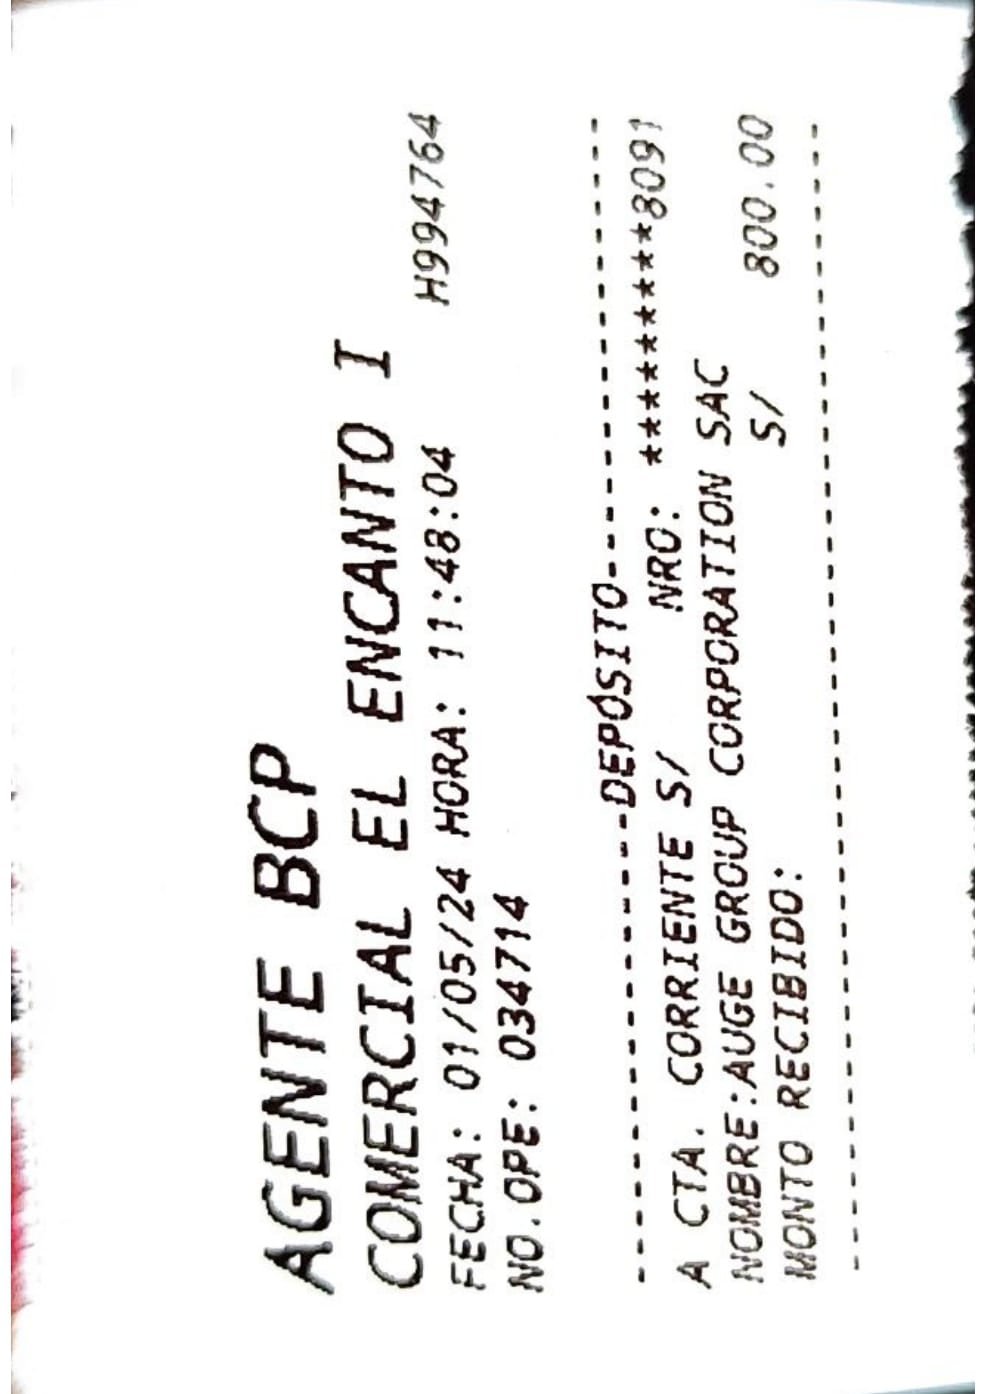 AGENTE BCP
COMERCIAL EL ENCANTO I
FECHA: 01/05/24 HORA: 11:48:04 H994764
NO.OPE: 034714
-----------------DEPÓSITO-----------------
A CTA. CORRIENTE S/ NRO: *********8091
NOMBRE:AUGE GROUP CORPORATION SAC
MONTO RECIBIDO: S/ 800.00
------------------------------------------